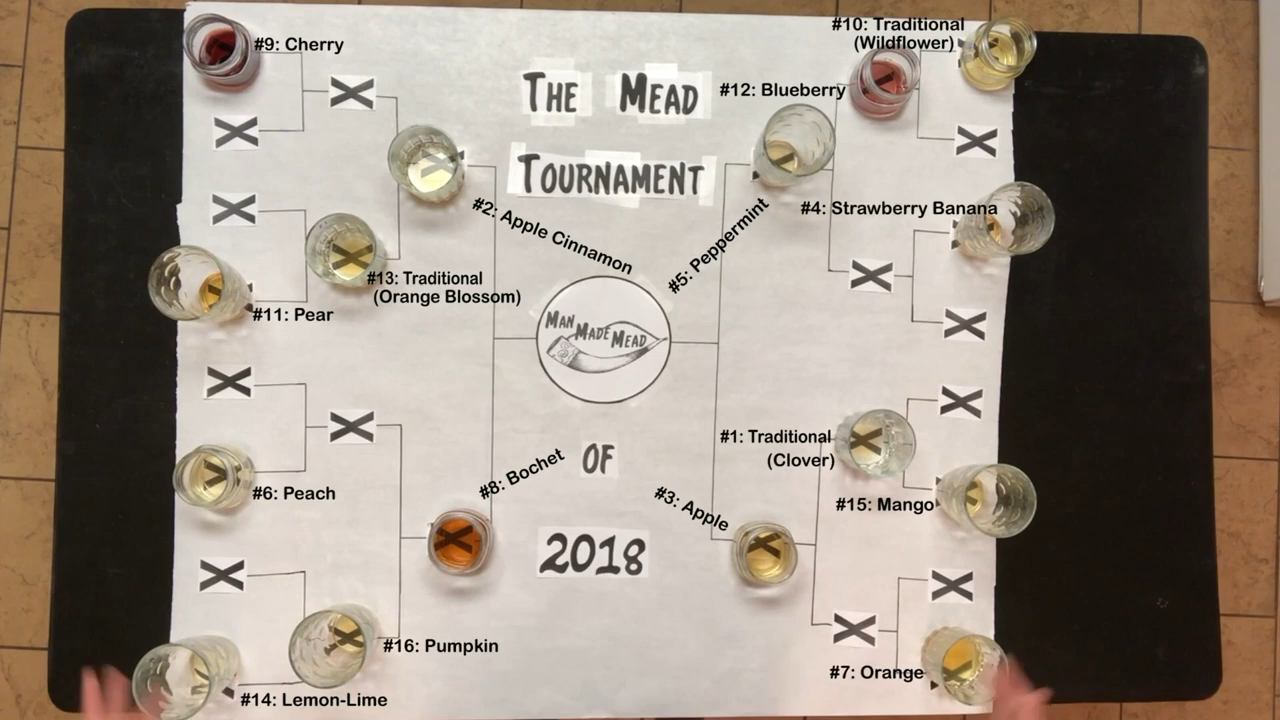 #10: Traditional
(Wildflower)
#9: Cherry
X
THE MEAD
#12: Blueberry
X
X
TOURNAMENT
X
#2: Apple Cinnamon
#5: Peppermint
#4: Strawberry Banana
#13: Traditional
(Orange Blossom)
#11: Pear
X
X
MAN
MADE
MEAD
X
X
X
#1: Traditional
(Clover)
OF
#8: Bochet
#6: Peach
#3: Apple
#15: Mango
2018
X
X
X
#16: Pumpkin
#7: Orange
#14: Lemon-Lime